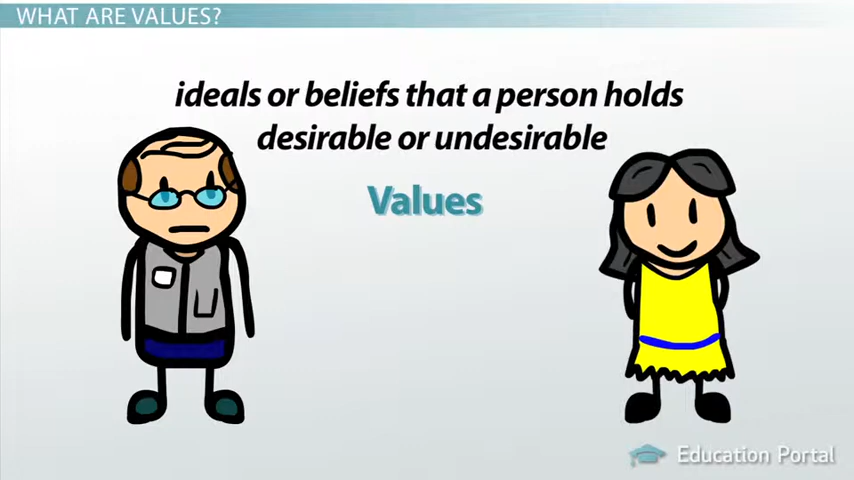 WHAT ARE VALUES?
ideals or beliefs that a person holds
desirable or undesirable
Values
Education Portal